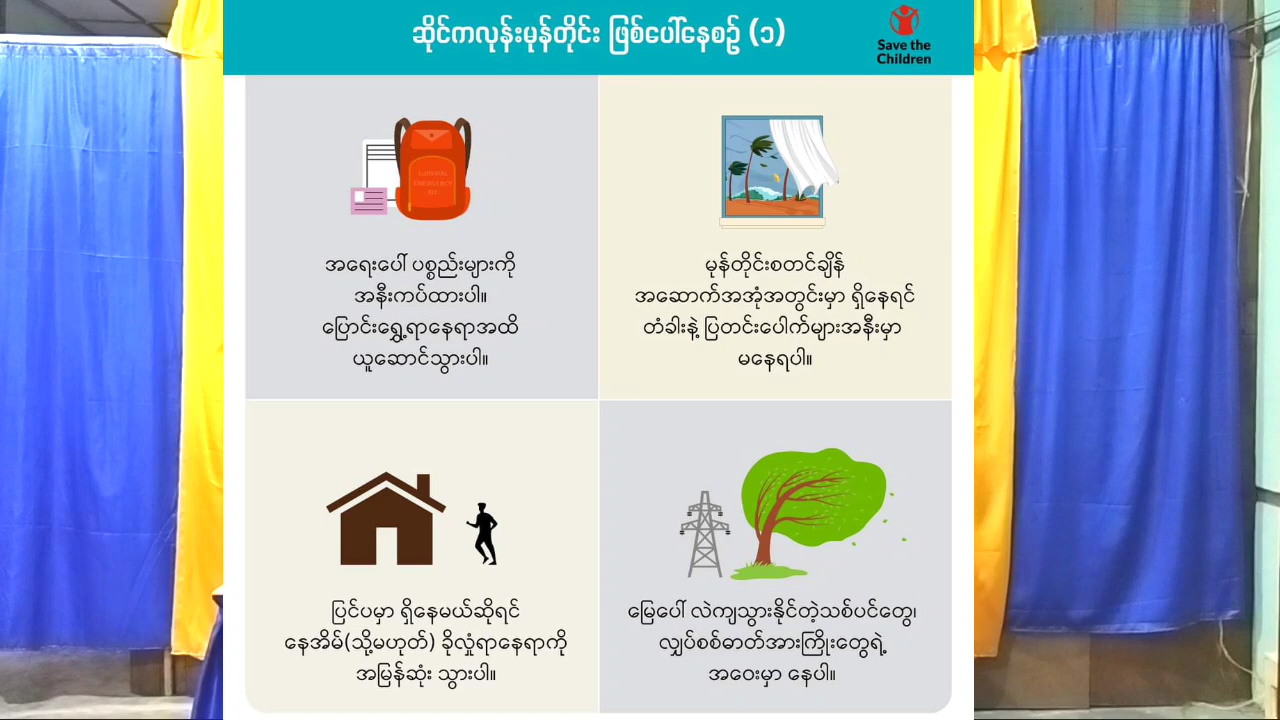 ဆိုင်ကလုန်းမုန်တိုင်း ဖြစ်ပေါ်နေစဉ် (၁)
Save the
Children
SURVIVAL
EMERGENCY
KIT
အရေးပေါ် ပစ္စည်းများကို
အနီးကပ်ထားပါ။
ပြောင်းရွှေ့ရာနေရာအထိ
ယူဆောင်သွားပါ။
မုန်တိုင်းစတင်ချိန်
အဆောက်အအုံအတွင်းမှာ ရှိနေရင်
တံခါးနဲ့ ပြတင်းပေါက်များအနီးမှာ
မနေရပါ။
ပြင်ပမှာ ရှိနေမယ်ဆိုရင်
နေအိမ်(သို့မဟုတ်) ခိုလှုံရာနေရာကို
အမြန်ဆုံး သွားပါ။
မြေပေါ် လဲကျသွားနိုင်တဲ့သစ်ပင်တွေ၊
လျှပ်စစ်ဓာတ်အားကြိုးတွေရဲ့
အဝေးမှာ နေပါ။